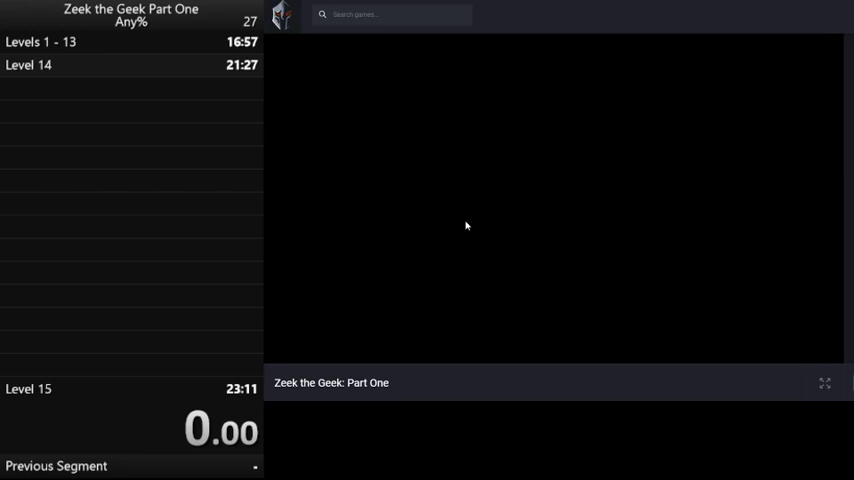 Zeek the Geek Part One
Any%
27
Levels 1 - 13 16:57
Level 14 21:27
Level 15 23:11
0.00
Previous Segment -
Search games...
Zeek the Geek: Part One